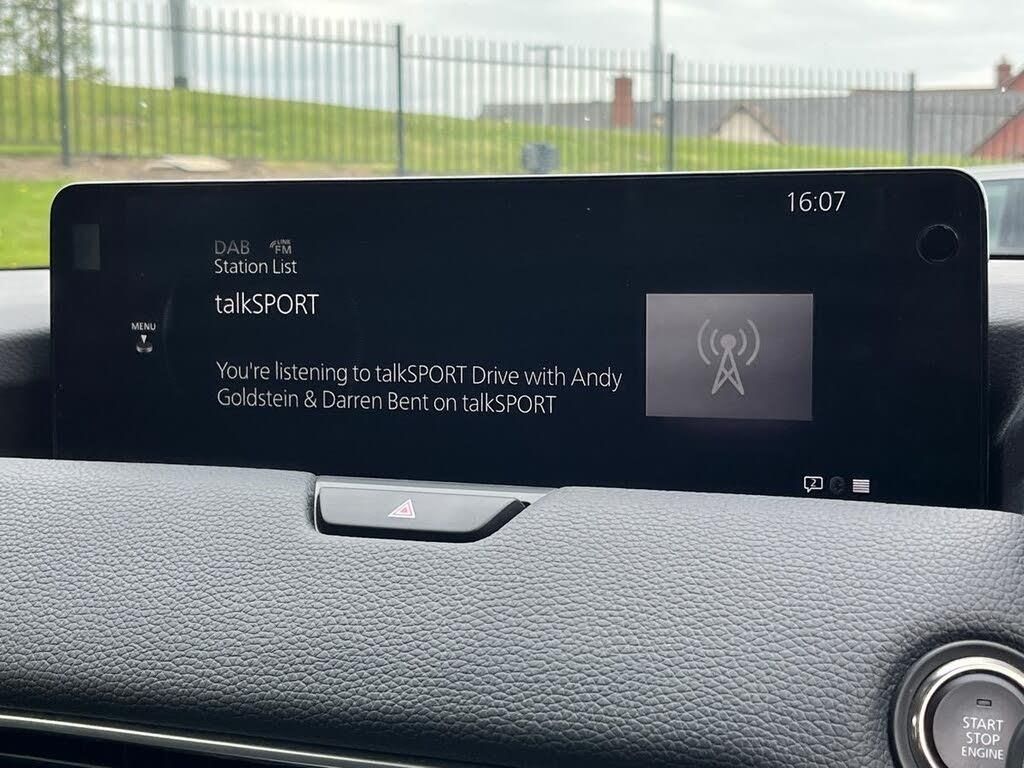 16:07
DAB LINK FM
Station List
talkSPORT
MENU
You're listening to talkSPORT Drive with Andy
Goldstein & Darren Bent on talkSPORT
2
START
STOP
ENGINE